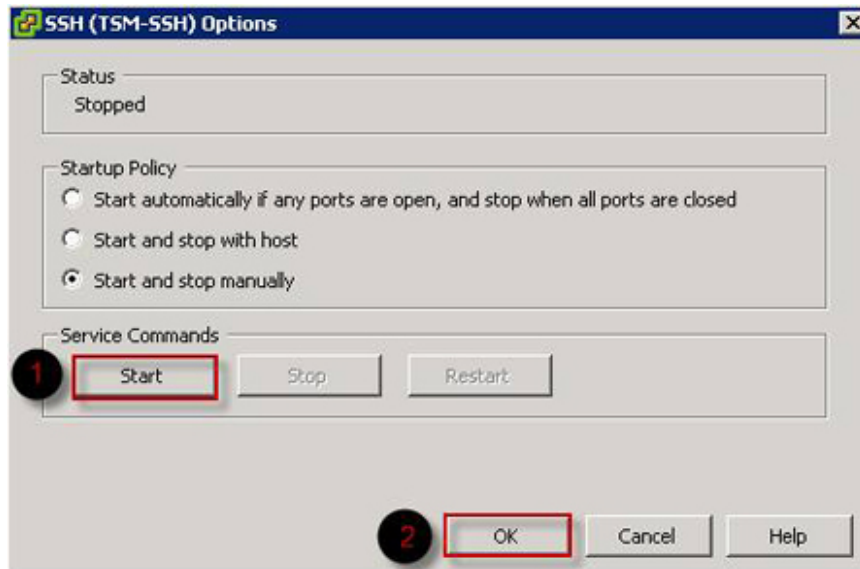 SSH (TSM-SSH) Options
Status
Stopped
Startup Policy
Start automatically if any ports are open, and stop when all ports are closed
Start and stop with host
Start and stop manually
Service Commands
1 Start Stop Restart
2 OK Cancel Help